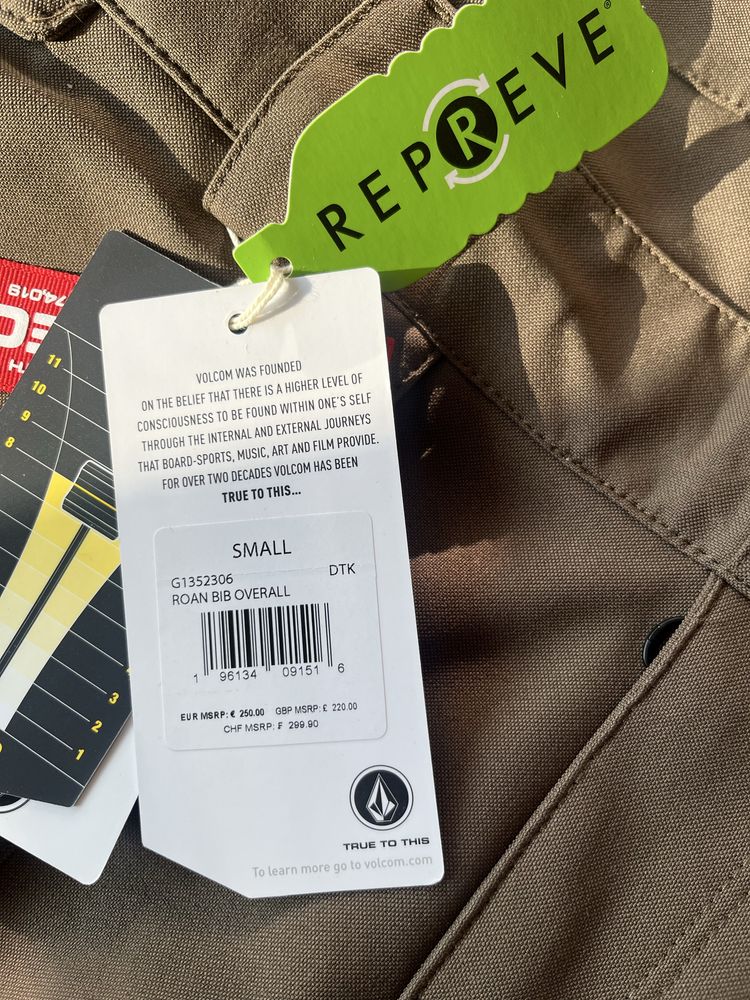 REPREVE®
74,019
11
10
9
8
3
2
1
VOLCOM WAS FOUNDED
ON THE BELIEF THAT THERE IS A HIGHER LEVEL OF
CONSCIOUSNESS TO BE FOUND WITHIN ONE'S SELF
THROUGH THE INTERNAL AND EXTERNAL JOURNEYS
THAT BOARD-SPORTS, MUSIC, ART AND FILM PROVIDE.
FOR OVER TWO DECADES VOLCOM HAS BEEN
TRUE TO THIS...
SMALL
G1352306 DTK
ROAN BIB OVERALL
1 96134 09151 6
EUR MSRP: € 250.00 GBP MSRP: £ 220.00
CHF MSRP: ₣ 299.90
TRUE TO THIS
To learn more go to volcom.com